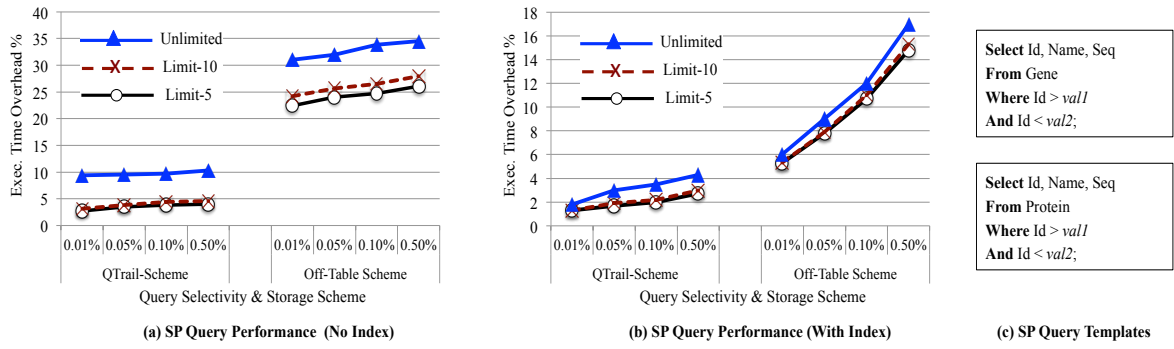 Exec. Time Overhead %
40
35
30
25
20
15
10
5
0
Unlimited
Limit-10
Limit-5
0.01% 0.05% 0.10% 0.50% 0.01% 0.05% 0.10% 0.50%
QTrail-Scheme Off-Table Scheme
Query Selectivity & Storage Scheme
(a) SP Query Performance (No Index)
Exec. Time Overhead %
18
16
14
12
10
8
6
4
2
0
Unlimited
Limit-10
Limit-5
0.01% 0.05% 0.10% 0.50% 0.01% 0.05% 0.10% 0.50%
QTrail-Scheme Off-Table Scheme
Query Selectivity & Storage Scheme
(b) SP Query Performance (With Index)
Select Id, Name, Seq
From Gene
Where Id > val1
And Id < val2;
Select Id, Name, Seq
From Protein
Where Id > val1
And Id < val2;
(c) SP Query Templates